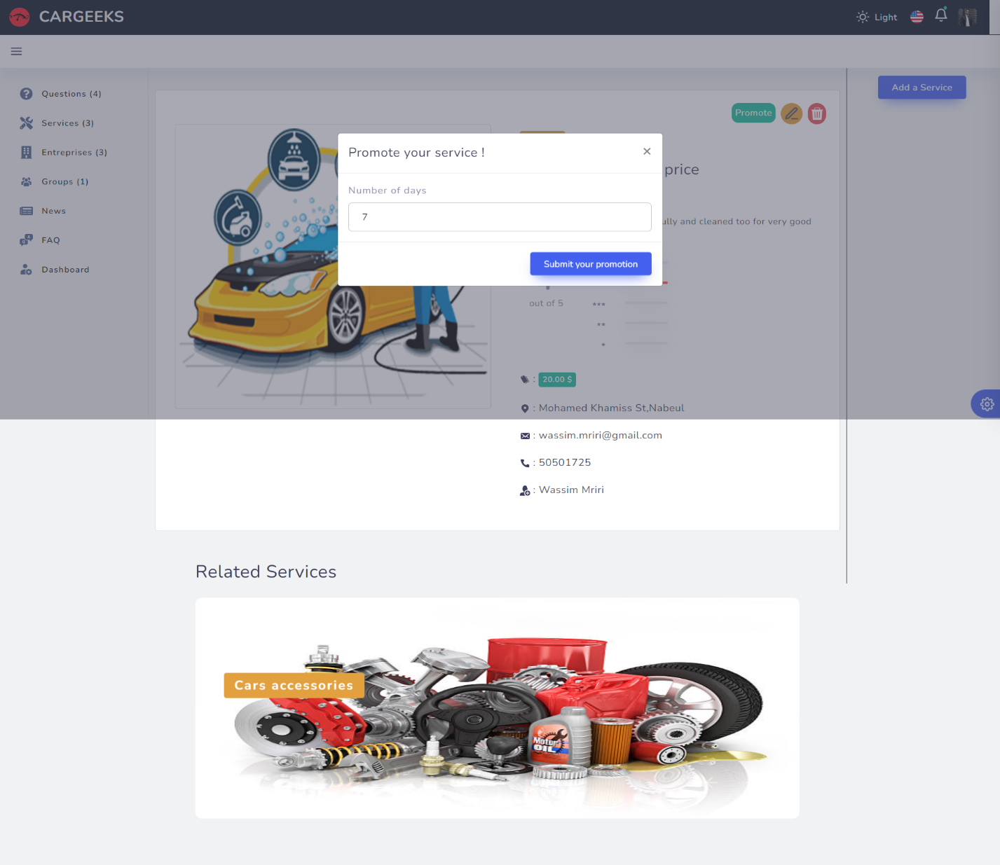 CARGEEKS
Light
Questions (4)
Services (3)
Entreprises (3)
Groups (1)
News
FAQ
Dashboard
Add a Service
Promote
Promote your service !
×
price
Number of days
7
ully and cleaned too for very good
Submit your promotion
out of 5
***
**
*
: 20.00 $
: Mohamed Khamiss St,Nabeul
: wassim.mriri@gmail.com
: 50501725
: Wassim Mriri
Related Services
Cars accessories
Motor
OIL